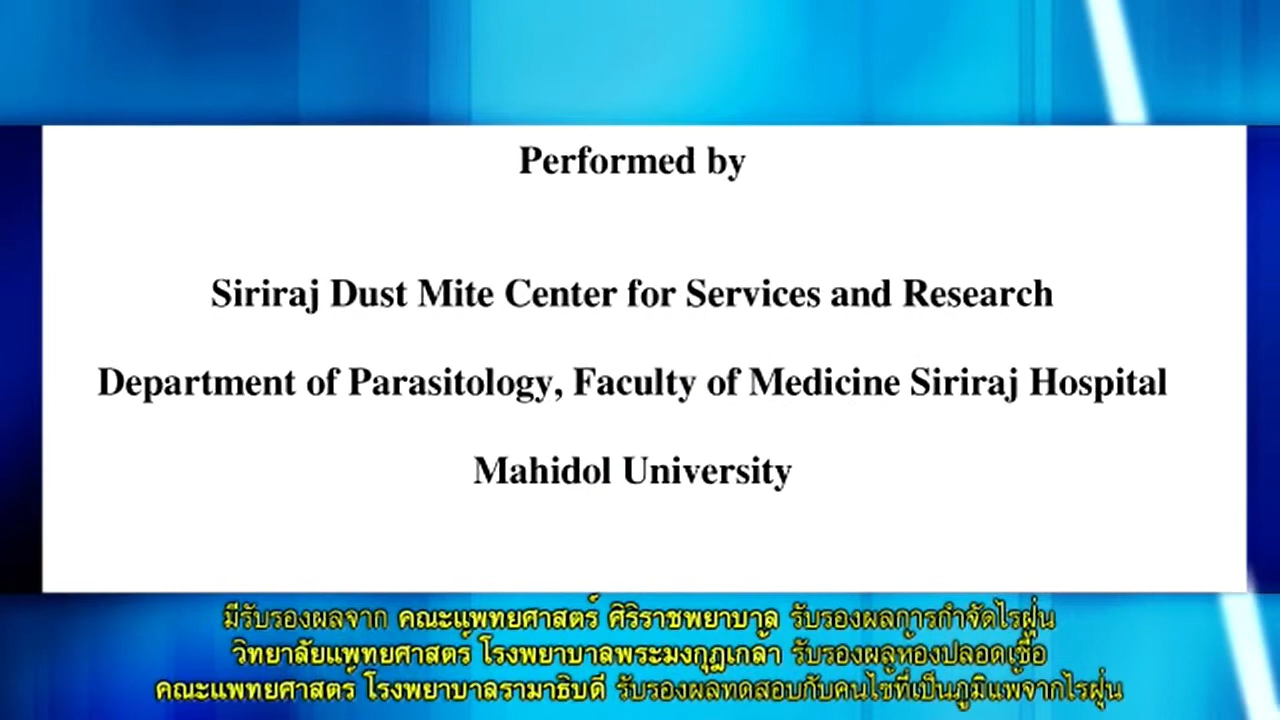 Performed by
Siriraj Dust Mite Center for Services and Research
Department of Parasitology, Faculty of Medicine Siriraj Hospital
Mahidol University
มีรับรองผลจาก คณะแพทยศาสตร์ ศิริราชพยาบาล รับรองผลการกำจัดไรฝุ่น
วิทยาลัยแพทยศาสตร์ โรงพยาบาลพระมงกุฎเกล้า รับรองผลห้องปลอดเชื้อ
คณะแพทยศาสตร์ โรงพยาบาลรามาธิบดี รับรองผลทดสอบกับคนไข้ที่เป็นภูมิแพ้จากไรฝุ่น